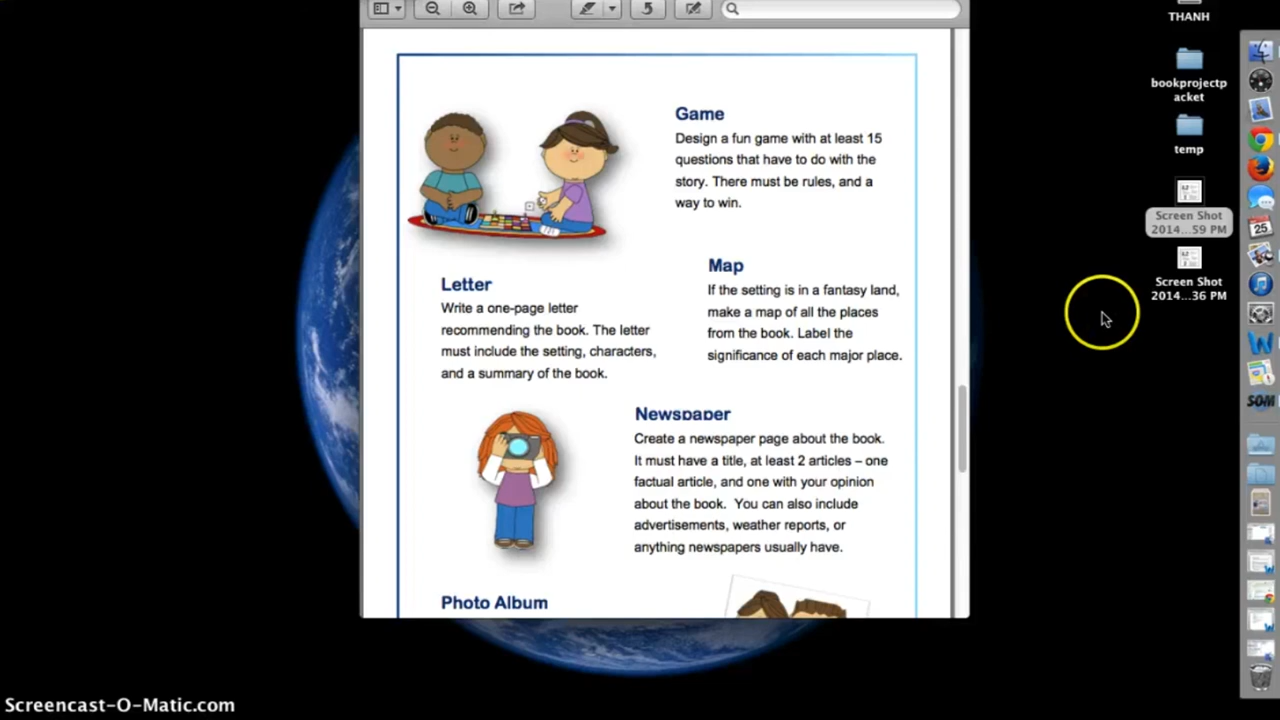 Game
Design a fun game with at least 15
questions that have to do with the
story. There must be rules, and a
way to win.
Letter
Write a one-page letter
recommending the book. The letter
must include the setting, characters,
and a summary of the book.
Map
If the setting is in a fantasy land,
make a map of all the places
from the book. Label the
significance of each major place.
Newspaper
Create a newspaper page about the book.
It must have a title, at least 2 articles – one
factual article, and one with your opinion
about the book. You can also include
advertisements, weather reports, or
anything newspapers usually have.
Photo Album
THANH
bookprojectp
acket
temp
Screen Shot
2014...59 PM
Screen Shot
2014...36 PM
25
SOM
Screencast-O-Matic.com